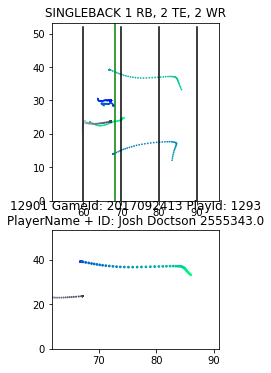 SINGLEBACK 1 RB, 2 TE, 2 WR
50
40
30
20
10
0
60 70 80 90
12901 GameId: 2017092413 PlayId: 1293
PlayerName + ID: Josh Doctson 2555343.0
40
20
0
70 80 90